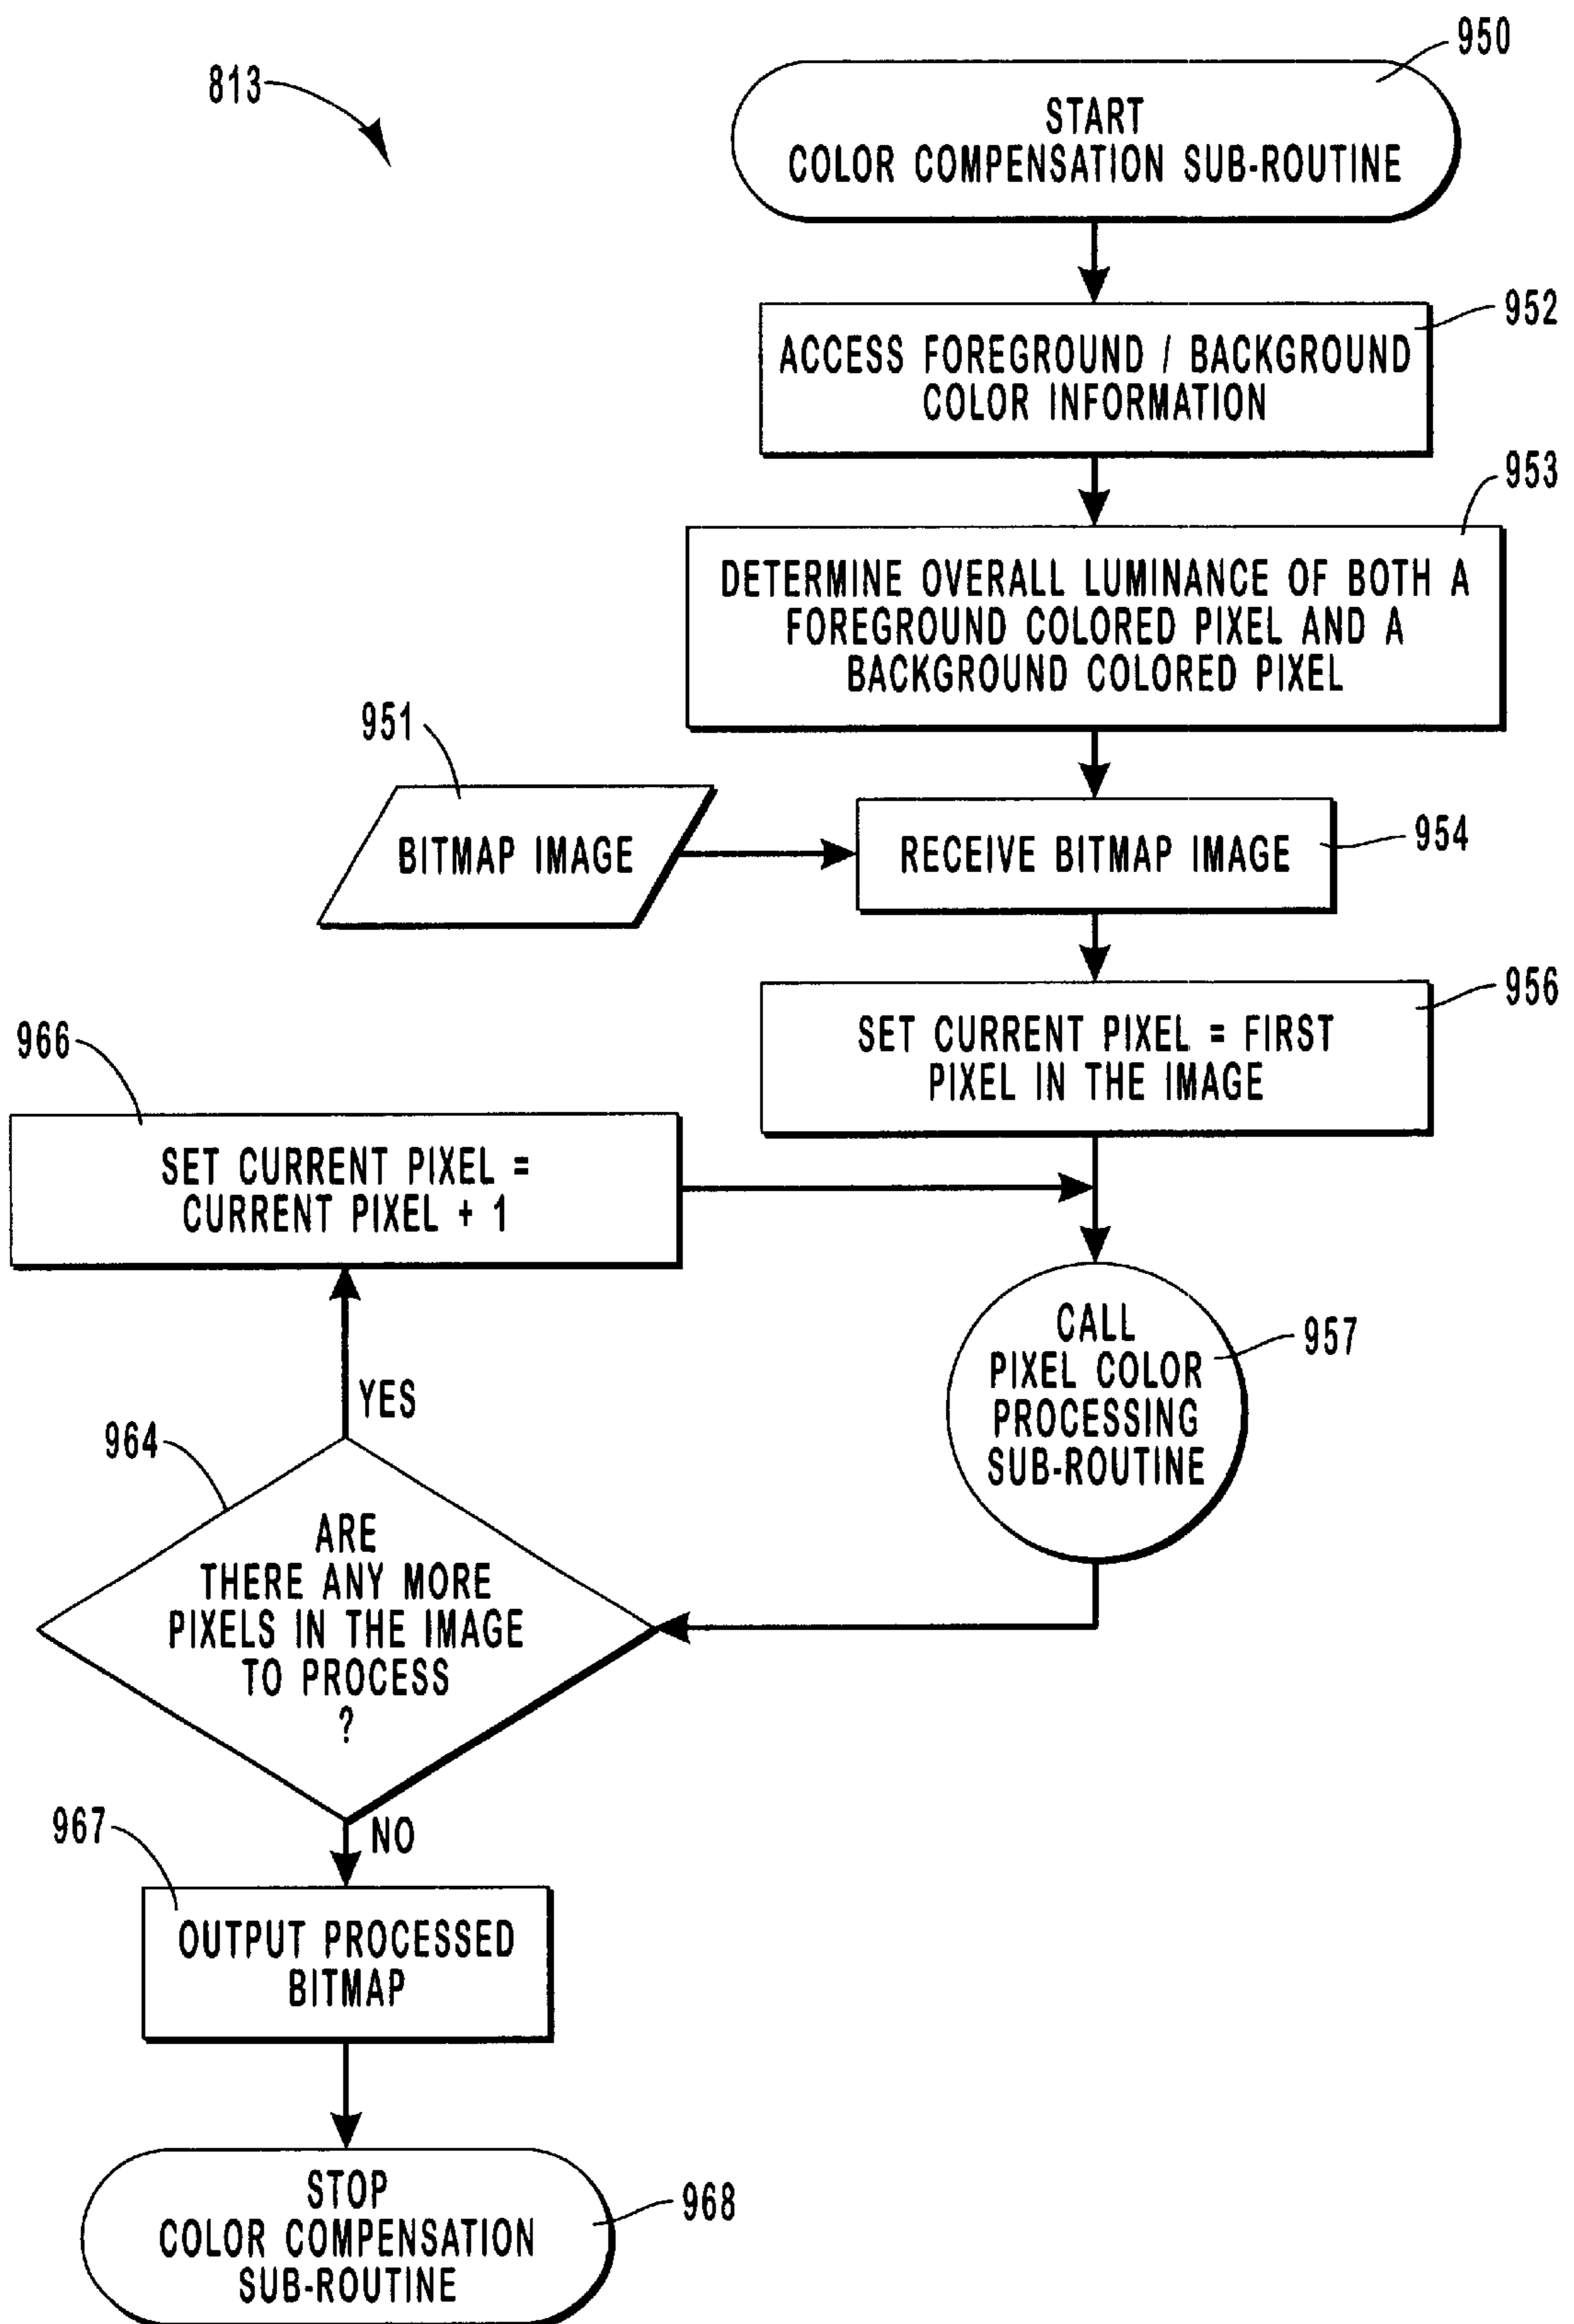 813
950
START
COLOR COMPENSATION SUB-ROUTINE
952
ACCESS FOREGROUND / BACKGROUND
COLOR INFORMATION
953
DETERMINE OVERALL LUMINANCE OF BOTH A
FOREGROUND COLORED PIXEL AND A
BACKGROUND COLORED PIXEL
951
BITMAP IMAGE
RECEIVE BITMAP IMAGE
954
956
SET CURRENT PIXEL = FIRST
PIXEL IN THE IMAGE
966
SET CURRENT PIXEL =
CURRENT PIXEL + 1
CALL
PIXEL COLOR
PROCESSING
SUB-ROUTINE
957
YES
964
ARE
THERE ANY MORE
PIXELS IN THE IMAGE
TO PROCESS
?
NO
967
OUTPUT PROCESSED
BITMAP
STOP
COLOR COMPENSATION
SUB-ROUTINE
968